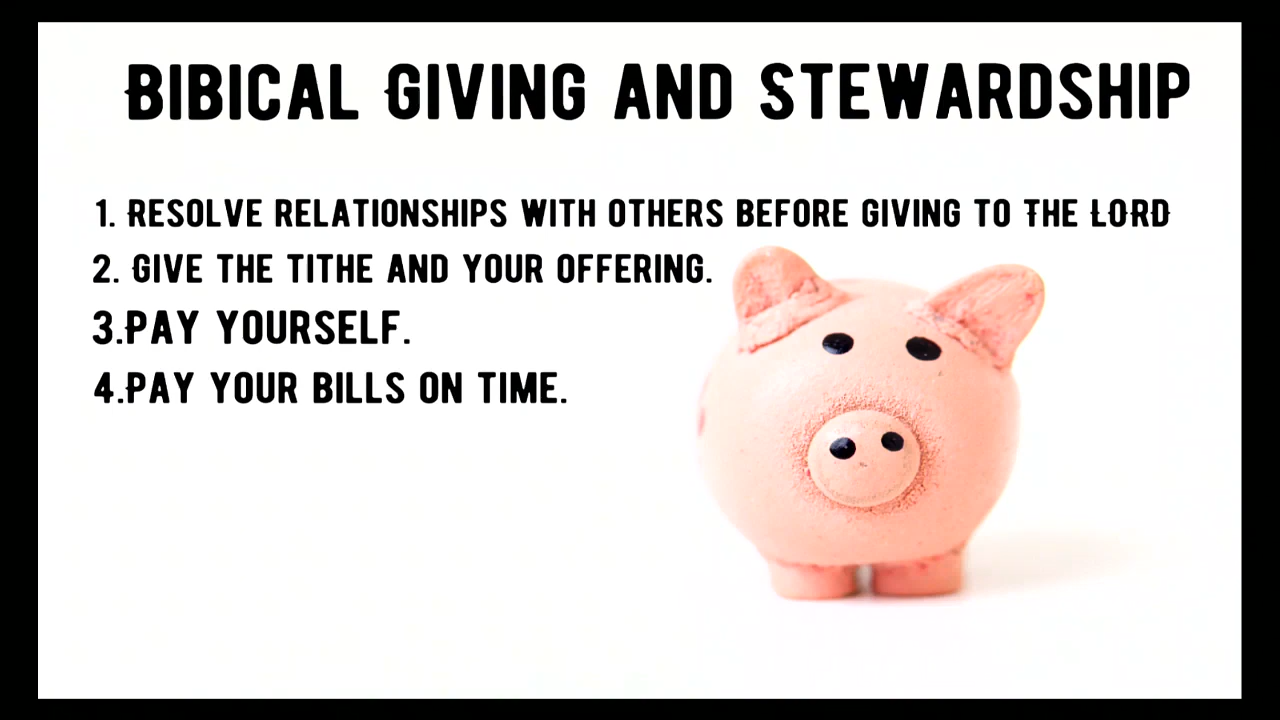 BIBICAL GIVING AND STEWARDSHIP
1. RESOLVE RELATIONSHIPS WITH OTHERS BEFORE GIVING TO THE LORD
2. GIVE THE TITHE AND YOUR OFFERING.
3.PAY YOURSELF.
4.PAY YOUR BILLS ON TIME.